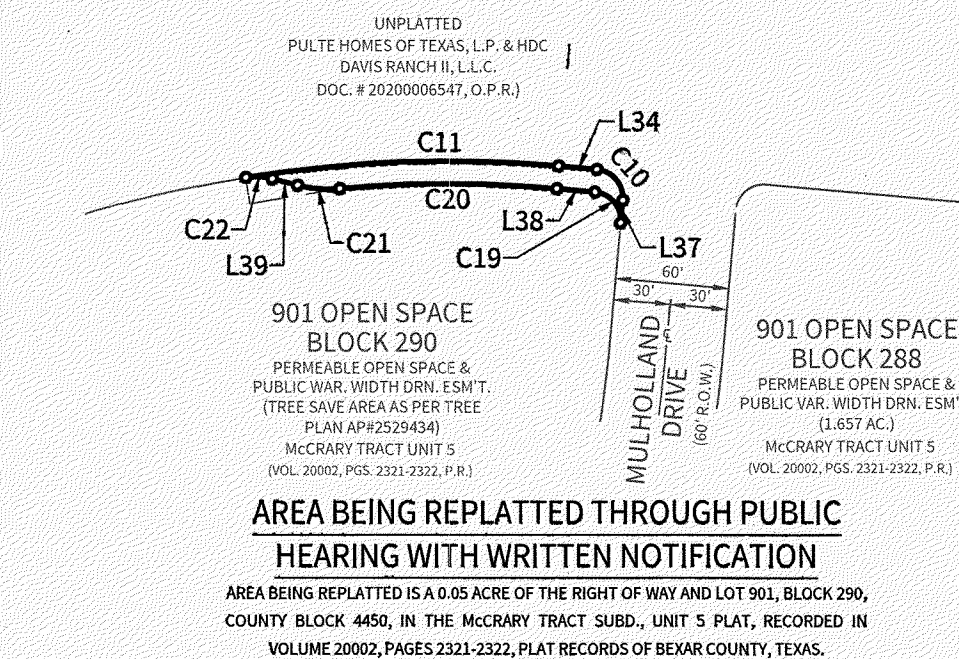 UNPLATTED
PULTE HOMES OF TEXAS, L.P. & HDC
DAVIS RANCH II, L.L.C.
DOC. # 20200006547, O.P.R.)
C11
L34
C10
C20
C22
L39
C21
L38
C19
L37
60'
30'
30'
901 OPEN SPACE
BLOCK 290
PERMEABLE OPEN SPACE &
PUBLIC WAR. WIDTH DRN. ESM'T.
(TREE SAVE AREA AS PER TREE
PLAN AP#2529434)
McCRARY TRACT UNIT 5
(VOL. 20002, PGS. 2321-2322, P.R.)
MULHOLLAND
DRIVE
(60' R.O.W.)
901 OPEN SPACE
BLOCK 288
PERMEABLE OPEN SPACE &
PUBLIC VAR. WIDTH DRN. ESM'
(1.657 AC.)
McCRARY TRACT UNIT 5
(VOL. 20002, PGS. 2321-2322, P.R.)
AREA BEING REPLATTED THROUGH PUBLIC
HEARING WITH WRITTEN NOTIFICATION
AREA BEING REPLATTED IS A 0.05 ACRE OF THE RIGHT OF WAY AND LOT 901, BLOCK 290,
COUNTY BLOCK 4450, IN THE McCRARY TRACT SUBD., UNIT 5 PLAT, RECORDED IN
VOLUME 20002, PAGES 2321-2322, PLAT RECORDS OF BEXAR COUNTY, TEXAS.